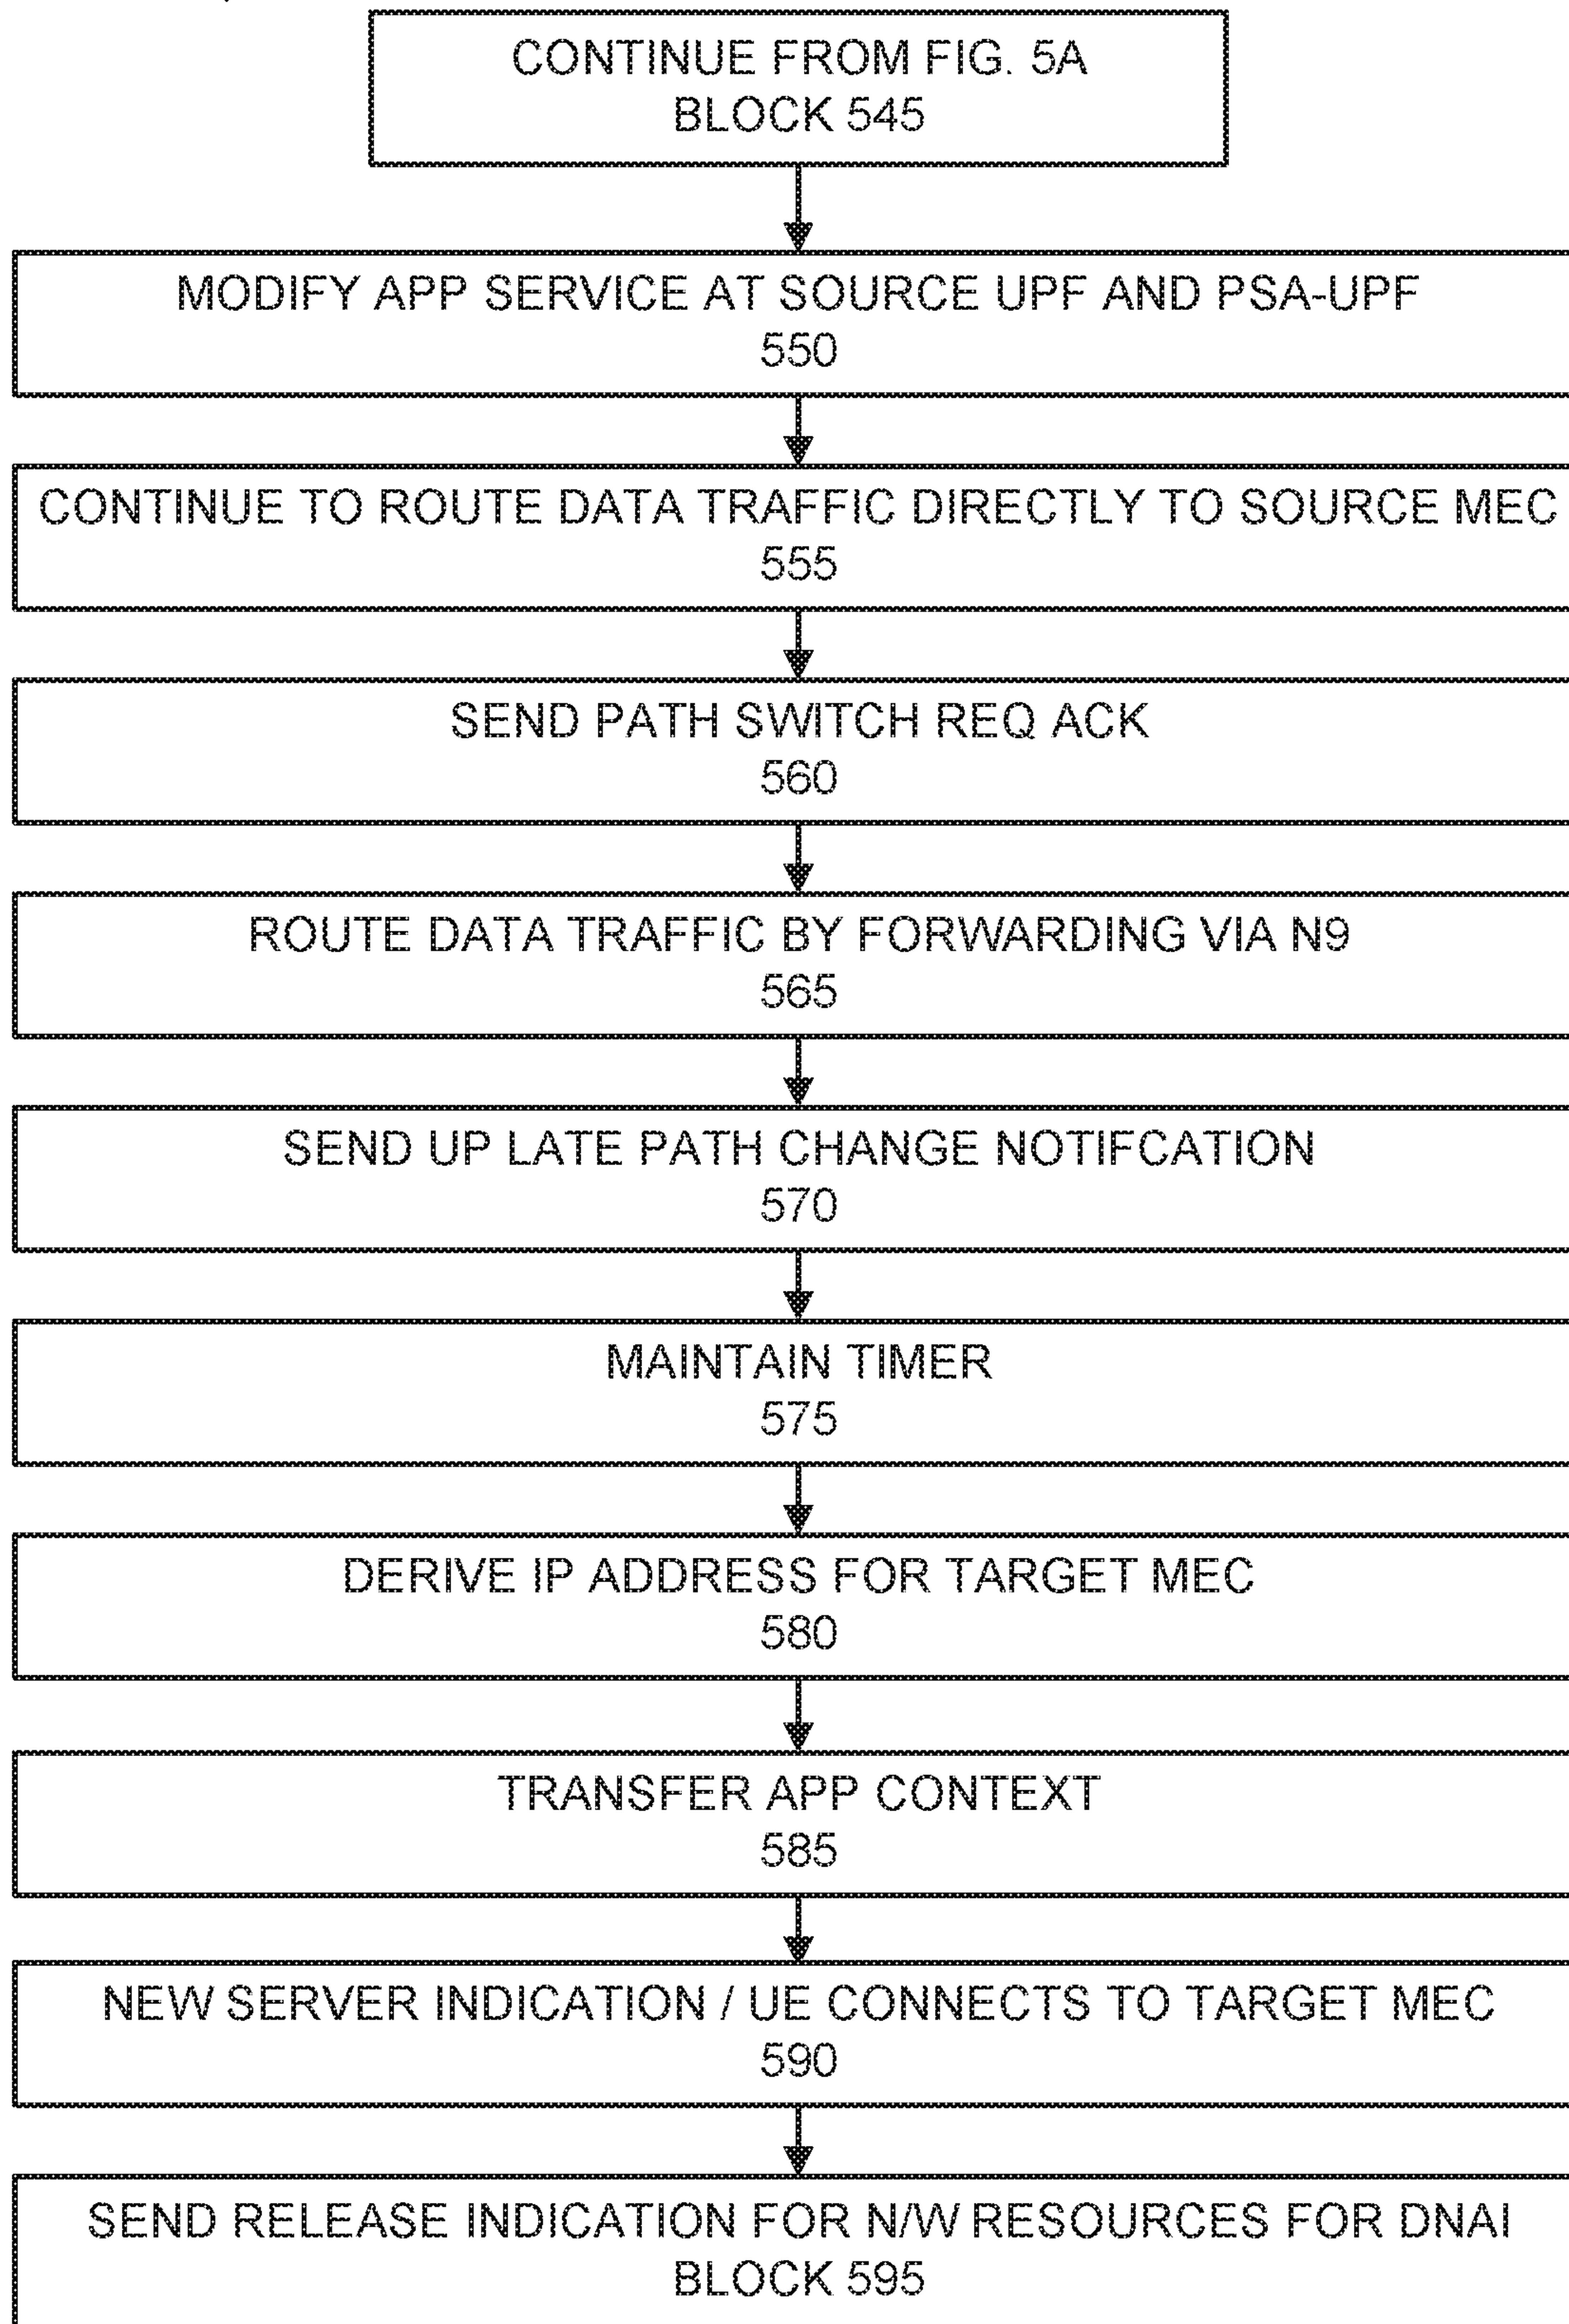 CONTINUE FROM FIG. 5A
BLOCK 545
MODIFY APP SERVICE AT SOURCE UPF AND PSA-UPF
550
CONTINUE TO ROUTE DATA TRAFFIC DIRECTLY TO SOURCE MEC
555
SEND PATH SWITCH REQ ACK
560
ROUTE DATA TRAFFIC BY FORWARDING VIA N9
565
SEND UP LATE PATH CHANGE NOTIFCATION
570
MAINTAIN TIMER
575
DERIVE IP ADDRESS FOR TARGET MEC
580
TRANSFER APP CONTEXT
585
NEW SERVER INDICATION / UE CONNECTS TO TARGET MEC
590
SEND RELEASE INDICATION FOR N/W RESOURCES FOR DNAI
BLOCK 595